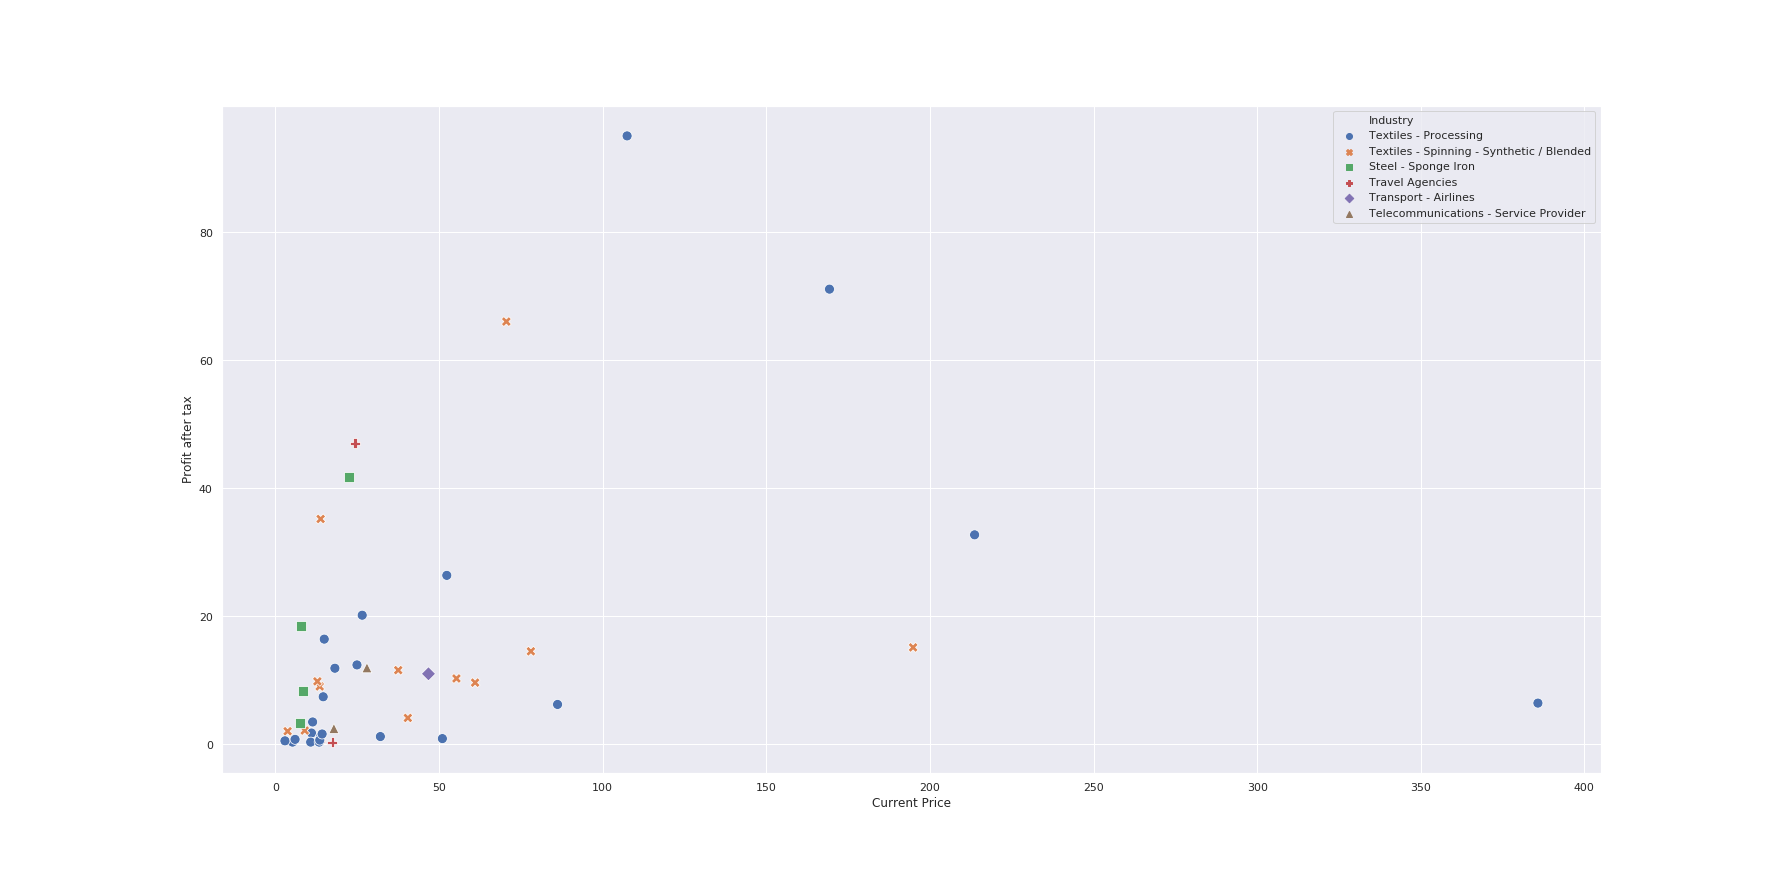 Industry
Textiles - Processing
Textiles - Spinning - Synthetic / Blended
Steel - Sponge Iron
Travel Agencies
Transport - Airlines
Telecommunications - Service Provider
80
60
40
20
0
Profit after tax
0 50 100 150 200 250 300 350 400
Current Price